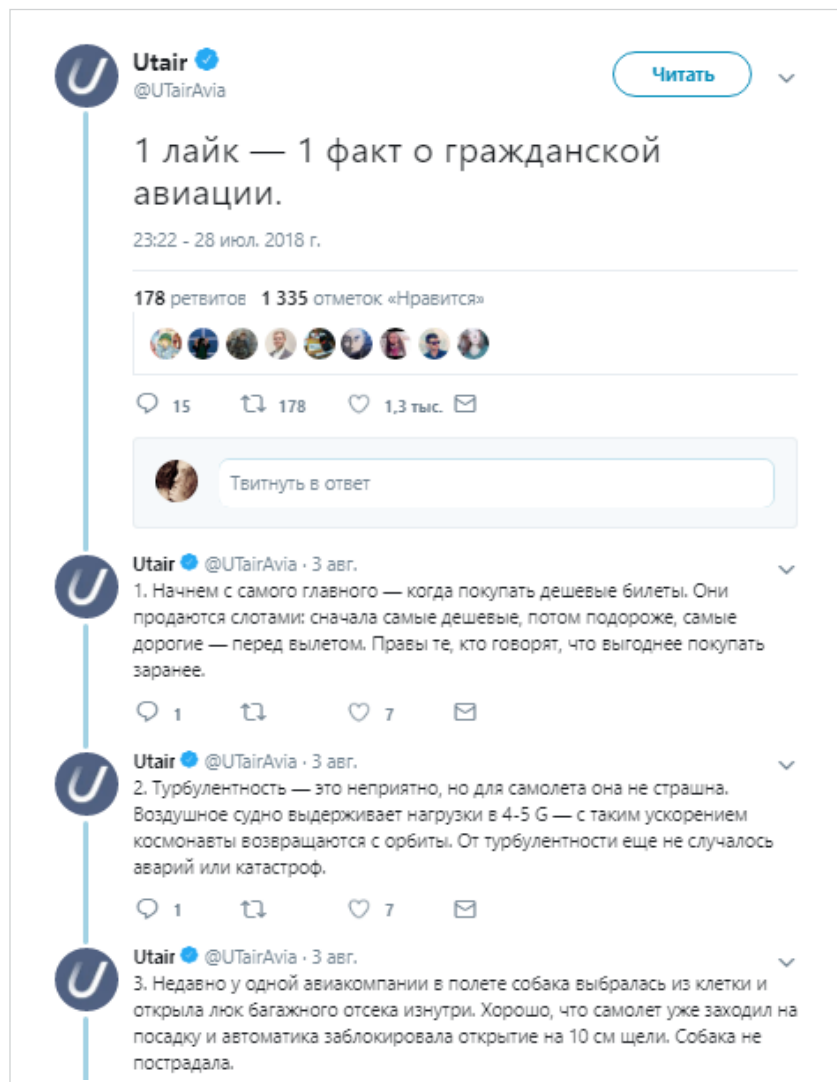 Utair
@UTairAvia
Читать
1 лайк — 1 факт о гражданской
авиации.
23:22 - 28 июл. 2018 г.
178 ретвитов 1 335 отметок «Нравится»
15 178 1,3 тыс.
Твитнуть в ответ
Utair @UTairAvia · 3 авг.
1. Начнем с самого главного — когда покупать дешевые билеты. Они
продаются слотами: сначала самые дешевые, потом подороже, самые
дорогие — перед вылетом. Правы те, кто говорят, что выгоднее покупать
заранее.
1 7
Utair @UTairAvia · 3 авг.
2. Турбулентность — это неприятно, но для самолета она не страшна.
Воздушное судно выдерживает нагрузки в 4-5 G — с таким ускорением
космонавты возвращаются с орбиты. От турбулентности еще не случалось
аварий или катастроф.
1 7
Utair @UTairAvia · 3 авг.
3. Недавно у одной авиакомпании в полете собака выбралась из клетки и
открыла люк багажного отсека изнутри. Хорошо, что самолет уже заходил на
посадку и автоматика заблокировала открытие на 10 см щели. Собака не
пострадала.